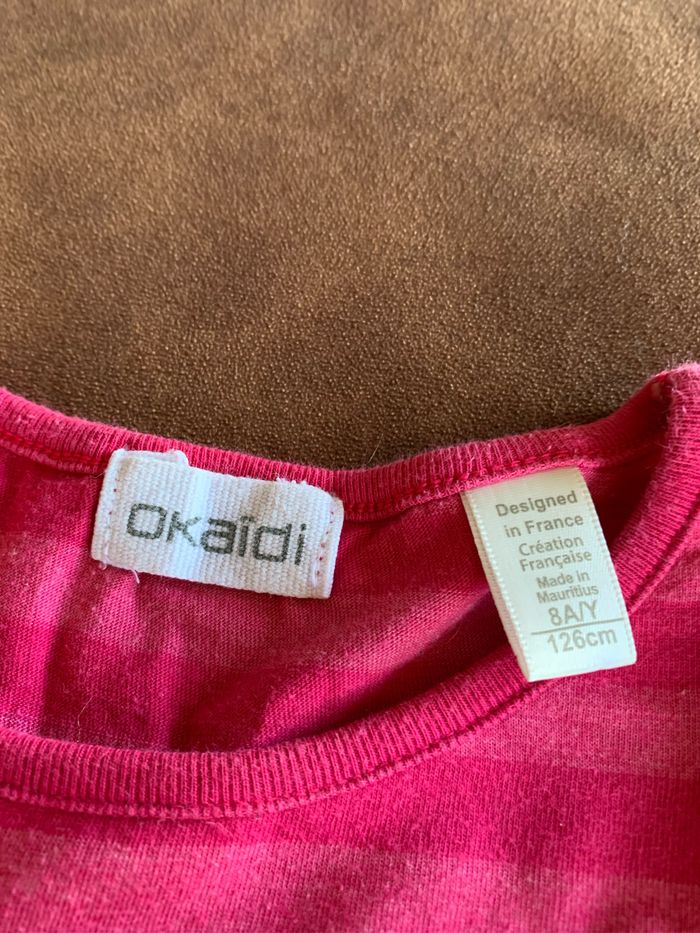 oKaïdi
Designed
in France
Création
Française
Made in
Mauritius
8A/Y
126cm